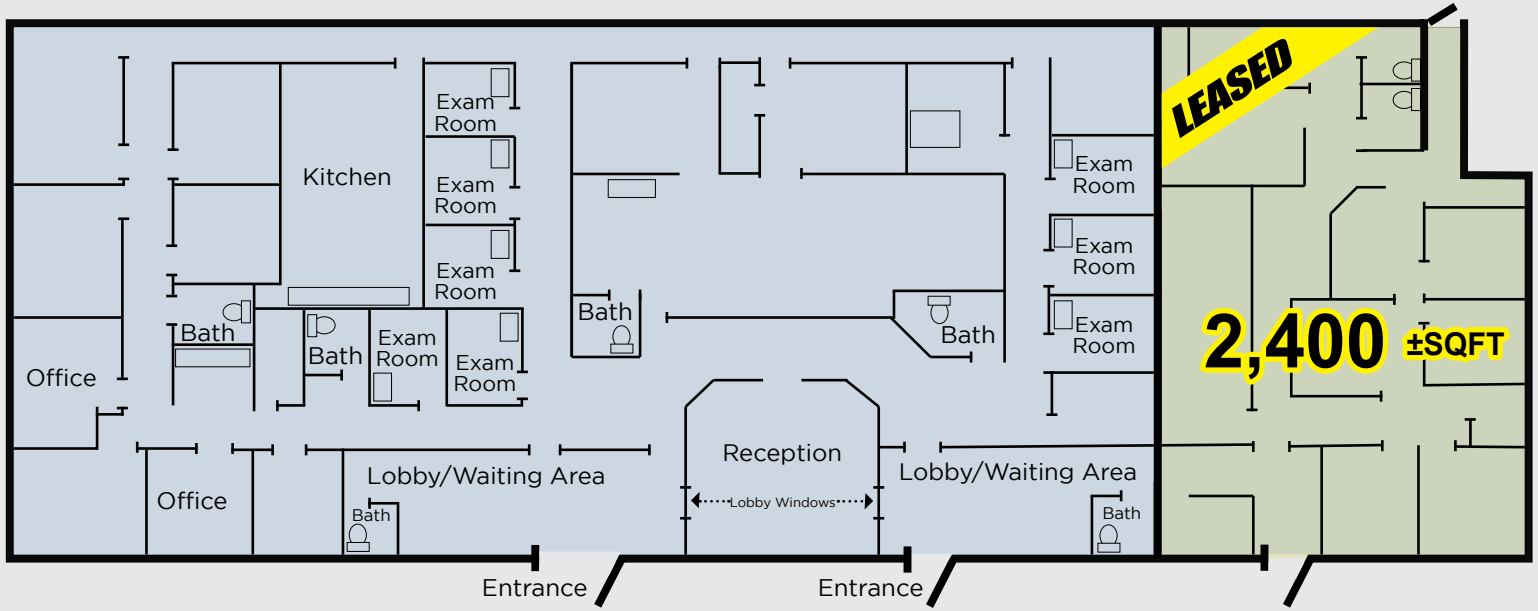 LEASED
Exam
Room
Kitchen
Exam
Room
Exam
Room
Exam
Room
Exam
Room
Exam
Room
Bath
Bath
Exam
Room
Exam
Room
Bath
Bath
Office
2,400 ±SQFT
Office
Lobby/Waiting Area
Bath
Reception
Lobby Windows
Lobby/Waiting Area
Bath
Entrance
Entrance